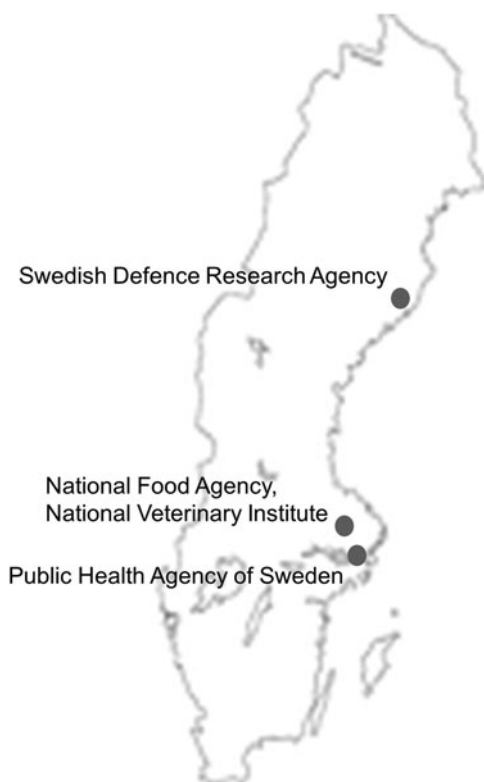 Swedish Defence Research Agency
National Food Agency,
National Veterinary Institute
Public Health Agency of Sweden